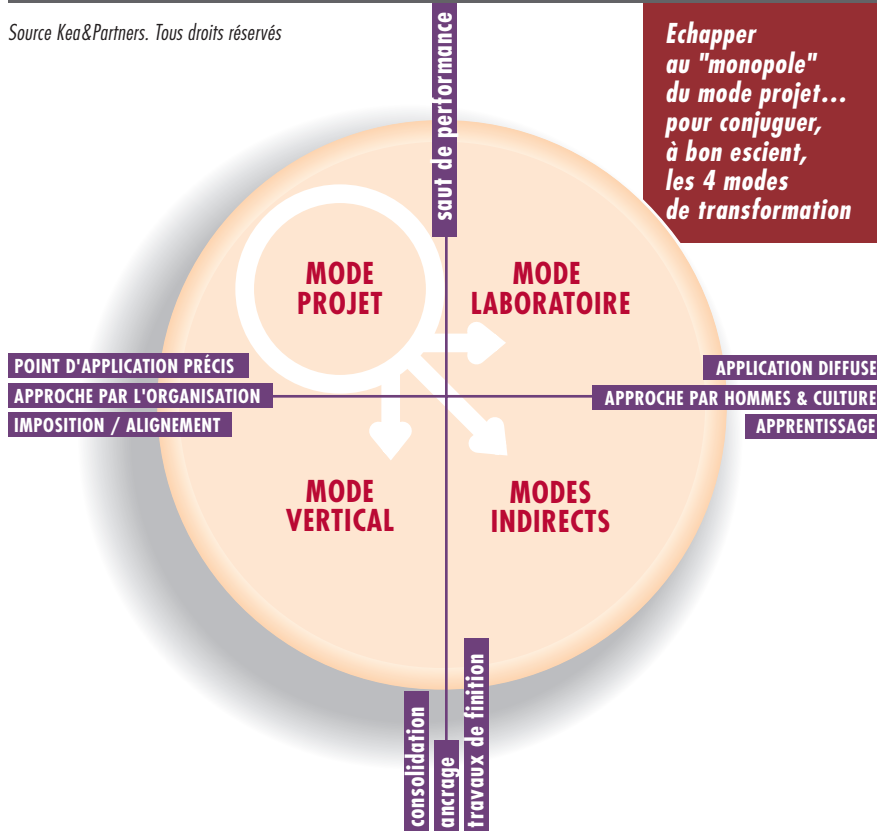 Source Kea&Partners. Tous droits réservés
Echapper
au "monopole"
du mode projet...
pour conjuguer,
à bon escient,
les 4 modes
de transformation
saut de performance
MODE
PROJET
MODE
LABORATOIRE
POINT D'APPLICATION PRÉCIS
APPROCHE PAR L'ORGANISATION
IMPOSITION / ALIGNEMENT
APPLICATION DIFFUSE
APPROCHE PAR HOMMES & CULTURE
APPRENTISSAGE
MODE
VERTICAL
MODES
INDIRECTS
consolidation
ancrage
travaux de finition